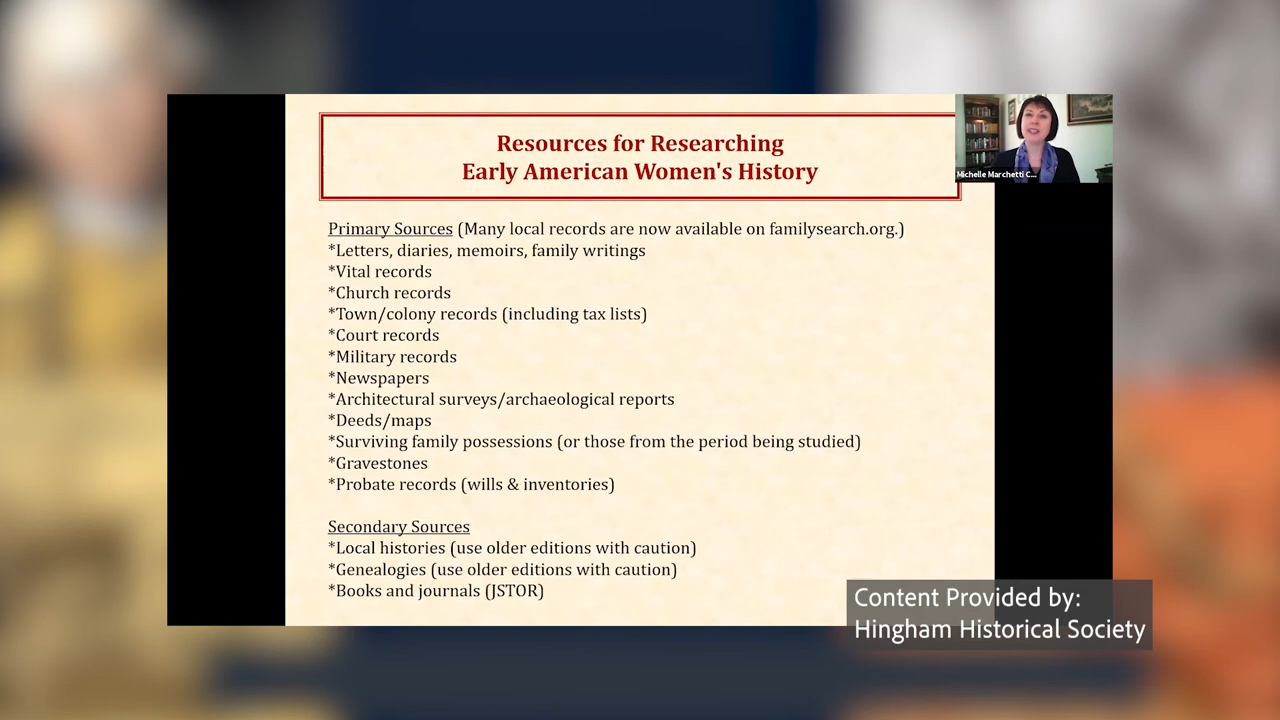 Resources for Researching
Early American Women's History
Michelle Marchetti C...
Primary Sources (Many local records are now available on familysearch.org.)
*Letters, diaries, memoirs, family writings
*Vital records
*Church records
*Town/colony records (including tax lists)
*Court records
*Military records
*Newspapers
*Architectural surveys/archaeological reports
*Deeds/maps
*Surviving family possessions (or those from the period being studied)
*Gravestones
*Probate records (wills & inventories)
Secondary Sources
*Local histories (use older editions with caution)
*Genealogies (use older editions with caution)
*Books and journals (JSTOR)
Content Provided by:
Hingham Historical Society